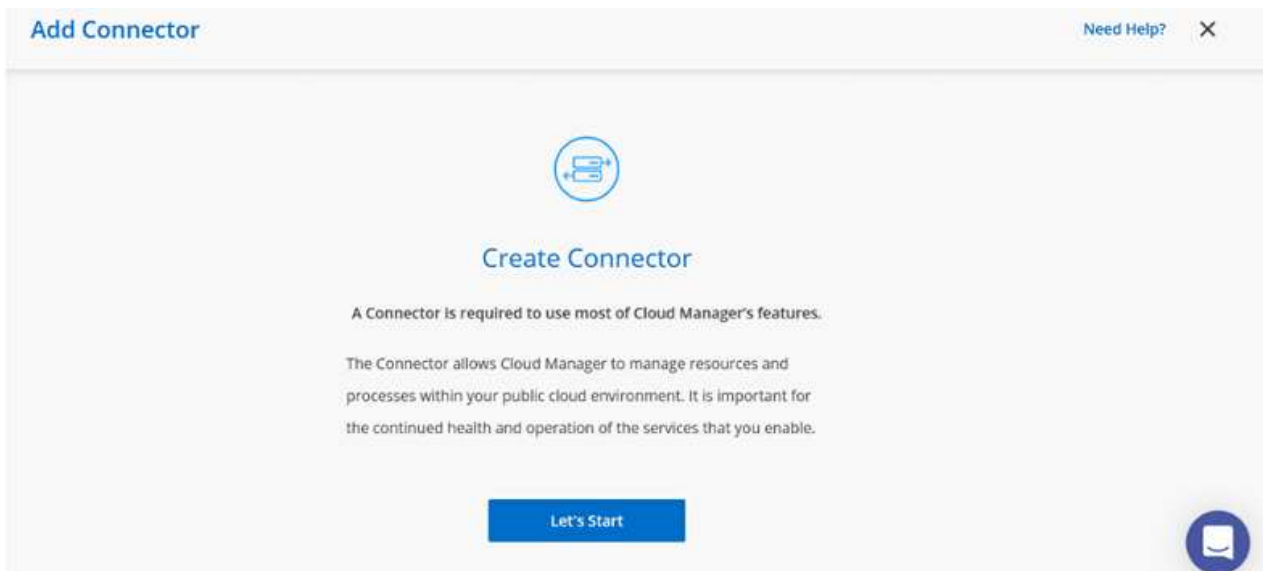 Add Connector
Need Help?
Create Connector
A Connector is required to use most of Cloud Manager's features.
The Connector allows Cloud Manager to manage resources and
processes within your public cloud environment. It is important for
the continued health and operation of the services that you enable.
Let's Start